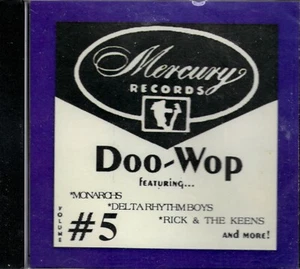 Mercury
RECORDS
Doo-Wop
FEATURING...
*MONARCHS
*DELTA RHYTHM BOYS
*RICK & THE KEENS
VOLUME
#5
AND MORE!